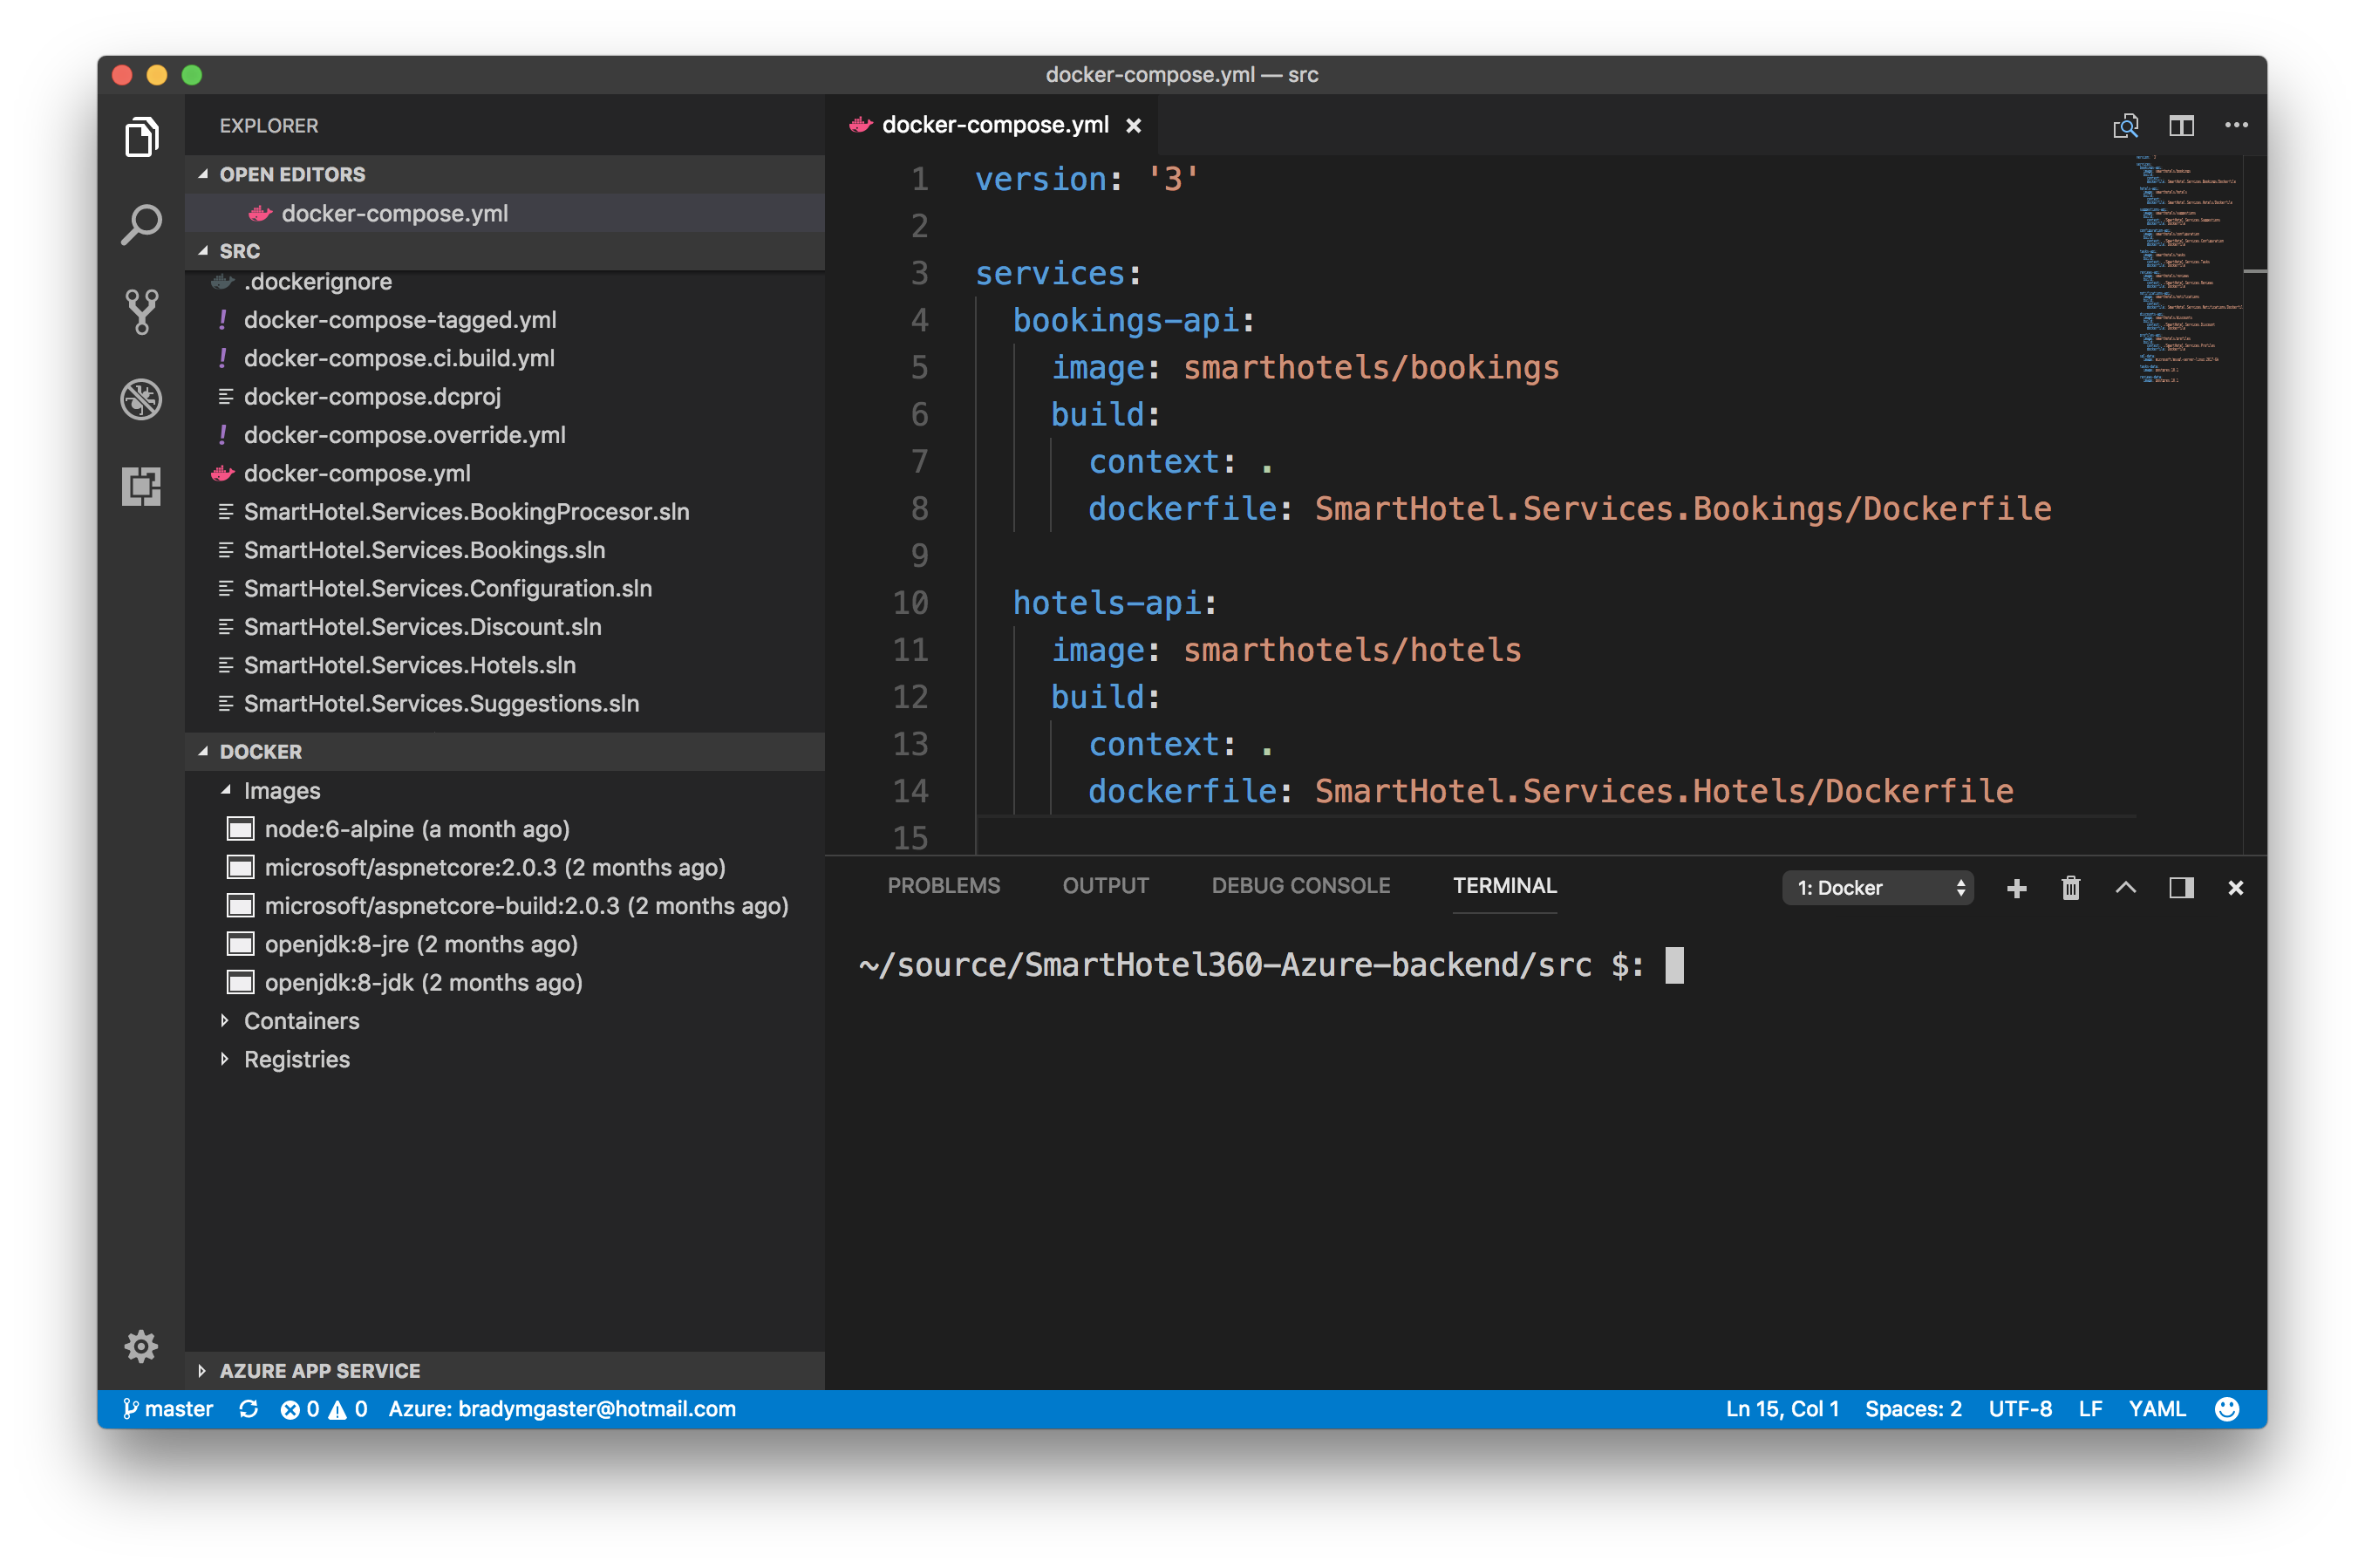 docker-compose.yml — src
EXPLORER
OPEN EDITORS
docker-compose.yml
SRC
.dockerignore
docker-compose-tagged.yml
docker-compose.ci.build.yml
docker-compose.dcproj
docker-compose.override.yml
docker-compose.yml
SmartHotel.Services.BookingProcesor.sln
SmartHotel.Services.Bookings.sln
SmartHotel.Services.Configuration.sln
SmartHotel.Services.Discount.sln
SmartHotel.Services.Hotels.sln
SmartHotel.Services.Suggestions.sln
DOCKER
Images
node:6-alpine (a month ago)
microsoft/aspnetcore:2.0.3 (2 months ago)
microsoft/aspnetcore-build:2.0.3 (2 months ago)
openjdk:8-jre (2 months ago)
openjdk:8-jdk (2 months ago)
Containers
Registries
AZURE APP SERVICE
docker-compose.yml
1 version: '3'
2
3 services:
4 bookings-api:
5 image: smarthotels/bookings
6 build:
7 context: .
8 dockerfile: SmartHotel.Services.Bookings/Dockerfile
9
10 hotels-api:
11 image: smarthotels/hotels
12 build:
13 context: .
14 dockerfile: SmartHotel.Services.Hotels/Dockerfile
15
PROBLEMS OUTPUT DEBUG CONSOLE TERMINAL 1: Docker
~/source/SmartHotel360-Azure-backend/src $:
master 0 0 Azure: bradymgaster@hotmail.com Ln 15, Col 1 Spaces: 2 UTF-8 LF YAML